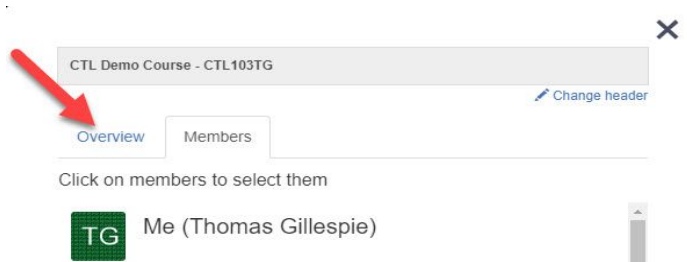 CTL Demo Course - CTL103TG
Change header
Overview Members
Click on members to select them
TG Me (Thomas Gillespie)